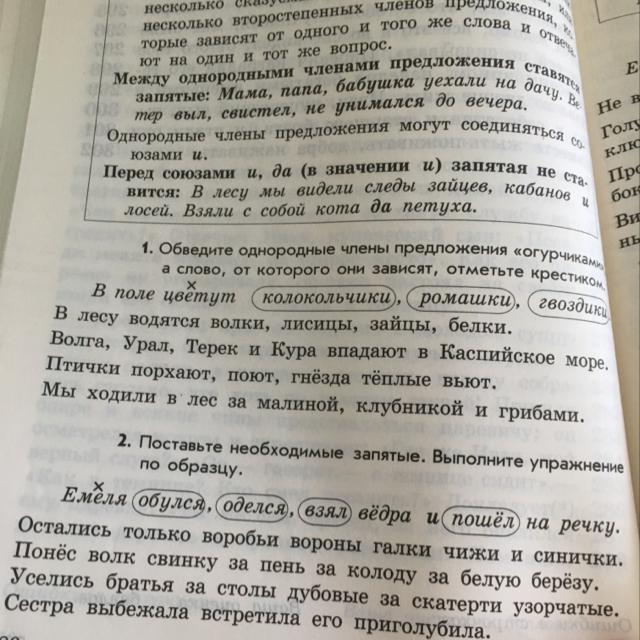 несколько
несколько второстепенных членов предложения,
торые зависят от одного и того же слова и отвеча-
ют на один и тот же вопрос.
Между однородными членами предложения ставятся
запятые: Мама, папа, бабушка уехали на дачу. Ве-
тер выл, свистел, не унимался до вечера.
Однородные члены предложения могут соединяться со-
юзами и.
Перед союзами и, да (в значении и) запятая не ста-
вится: В лесу мы видели следы зайцев, кабанов и
лосей. Взяли с собой кота да петуха.
1. Обведите однородные члены предложения «огурчиками»,
а слово, от которого они зависят, отметьте крестиком.
В поле цветут колокольчики, ромашки, гвоздики
В лесу водятся волки, лисицы, зайцы, белки.
Волга, Урал, Терек и Кура впадают в Каспийское море.
Птички порхают, поют, гнёзда тёплые вьют.
Мы ходили в лес за малиной, клубникой и грибами.
2. Поставьте необходимые запятые. Выполните упражнение
по образцу.
Емеля обулся, оделся, взял вёдра и пошёл на речку.
Остались только воробьи вороны галки чижи и синички.
Понёс волк свинку за пень за колоду за белую берёзу.
Уселись братья за столы дубовые за скатерти узорчатые.
Сестра выбежала встретила его приголубила.
Е
Не в
Голу
клю
Про
бок
Ви
ны